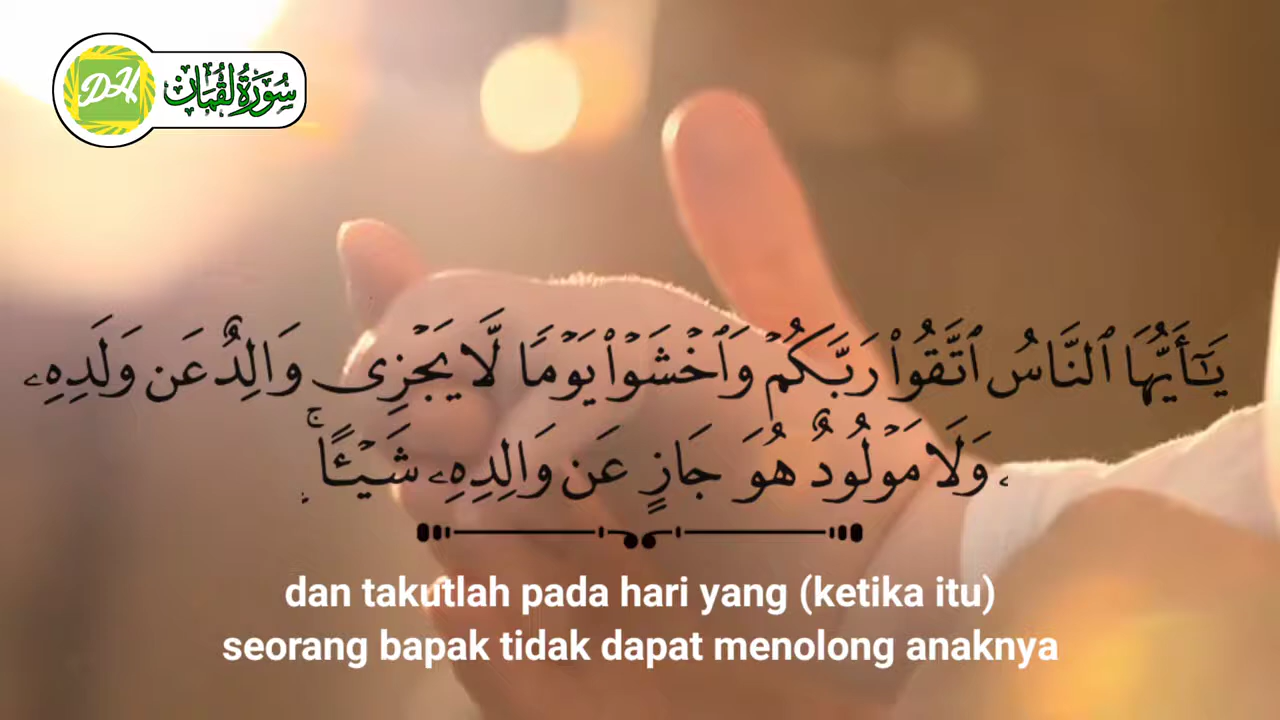 DH
سُورَةُ لُقْمَان
يَـٰٓأَيُّهَا ٱلنَّاسُ ٱتَّقُوا۟ رَبَّكُمْ وَٱخْشَوْا۟ يَوْمًا لَّا يَجْزِى وَالِدٌ عَن وَلَدِهِۦ
وَلَا مَوْلُودٌ هُوَ جَازٍ عَن وَالِدِهِۦ شَيْـًٔا ۚ
dan takutlah pada hari yang (ketika itu)
seorang bapak tidak dapat menolong anaknya